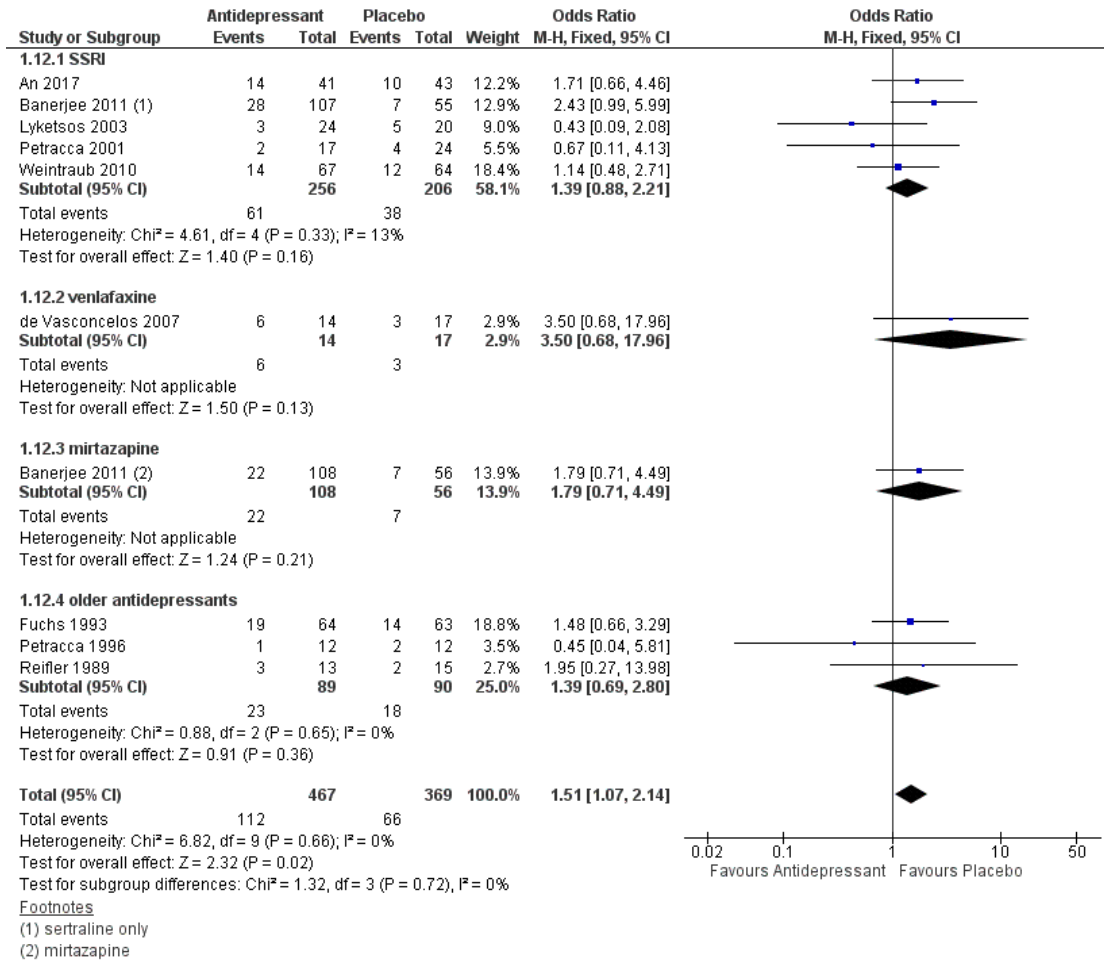 Antidepressant Placebo Odds Ratio Odds Ratio
Study or Subgroup Events Total Events Total Weight M-H, Fixed, 95% CI M-H, Fixed, 95% CI
1.12.1 SSRI
An 2017 14 41 10 43 12.2% 1.71 [0.66, 4.46]
Banerjee 2011 (1) 28 107 7 55 12.9% 2.43 [0.99, 5.99]
Lyketsos 2003 3 24 5 20 9.0% 0.43 [0.09, 2.08]
Petracca 2001 2 17 4 24 5.5% 0.67 [0.11, 4.13]
Weintraub 2010 14 67 12 64 18.4% 1.14 [0.48, 2.71]
Subtotal (95% CI) 256 206 58.1% 1.39 [0.88, 2.21]
Total events 61 38
Heterogeneity: Chi² = 4.61, df = 4 (P = 0.33); I² = 13%
Test for overall effect: Z = 1.40 (P = 0.16)
1.12.2 venlafaxine
de Vasconcelos 2007 6 14 3 17 2.9% 3.50 [0.68, 17.96]
Subtotal (95% CI) 14 17 2.9% 3.50 [0.68, 17.96]
Total events 6 3
Heterogeneity: Not applicable
Test for overall effect: Z = 1.50 (P = 0.13)
1.12.3 mirtazapine
Banerjee 2011 (2) 22 108 7 56 13.9% 1.79 [0.71, 4.49]
Subtotal (95% CI) 108 56 13.9% 1.79 [0.71, 4.49]
Total events 22 7
Heterogeneity: Not applicable
Test for overall effect: Z = 1.24 (P = 0.21)
1.12.4 older antidepressants
Fuchs 1993 19 64 14 63 18.8% 1.48 [0.66, 3.29]
Petracca 1996 1 12 2 12 3.5% 0.45 [0.04, 5.81]
Reifler 1989 3 13 2 15 2.7% 1.95 [0.27, 13.98]
Subtotal (95% CI) 89 90 25.0% 1.39 [0.69, 2.80]
Total events 23 18
Heterogeneity: Chi² = 0.88, df = 2 (P = 0.65); I² = 0%
Test for overall effect: Z = 0.91 (P = 0.36)
Total (95% CI) 467 369 100.0% 1.51 [1.07, 2.14]
Total events 112 66
Heterogeneity: Chi² = 6.82, df = 9 (P = 0.66); I² = 0%
Test for overall effect: Z = 2.32 (P = 0.02)
Test for subgroup differences: Chi² = 1.32, df = 3 (P = 0.72), I² = 0%
0.02 0.1 1 10 50
Favours Antidepressant Favours Placebo
Footnotes
(1) sertraline only
(2) mirtazapine